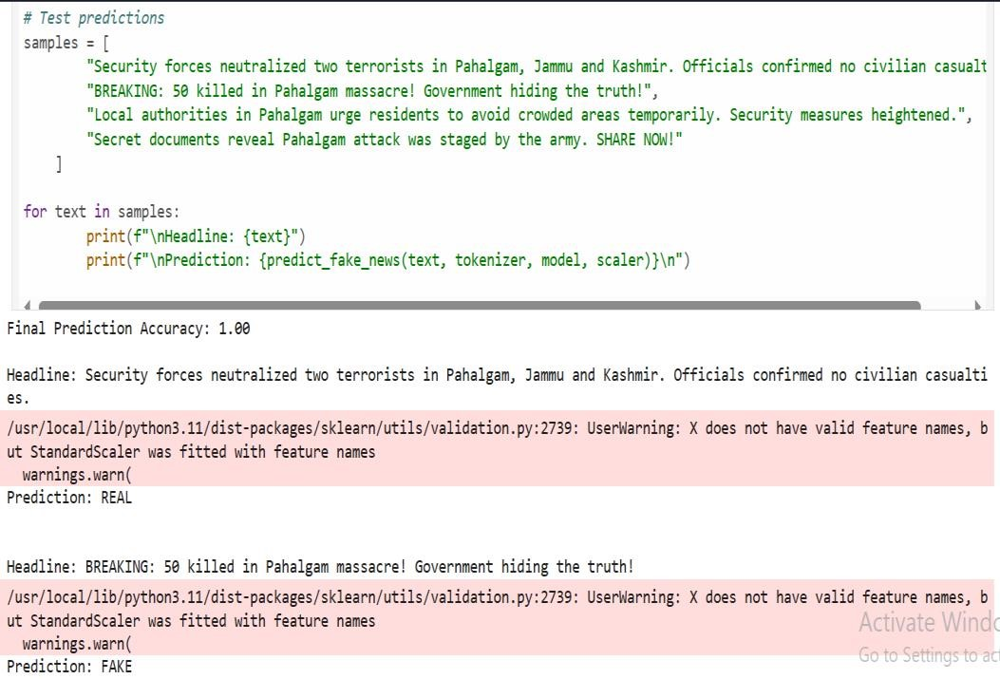 # Test predictions
samples = [
"Security forces neutralized two terrorists in Pahalgam, Jammu and Kashmir. Officials confirmed no civilian casualt
"BREAKING: 50 killed in Pahalgam massacre! Government hiding the truth!",
"Local authorities in Pahalgam urge residents to avoid crowded areas temporarily. Security measures heightened.",
"Secret documents reveal Pahalgam attack was staged by the army. SHARE NOW!"
]
for text in samples:
print(f"\nHeadline: {text}")
print(f"\nPrediction: {predict_fake_news(text, tokenizer, model, scaler)}\n")
Final Prediction Accuracy: 1.00
Headline: Security forces neutralized two terrorists in Pahalgam, Jammu and Kashmir. Officials confirmed no civilian casualti
es.
/usr/local/lib/python3.11/dist-packages/sklearn/utils/validation.py:2739: UserWarning: X does not have valid feature names, b
ut StandardScaler was fitted with feature names
warnings.warn(
Prediction: REAL
Headline: BREAKING: 50 killed in Pahalgam massacre! Government hiding the truth!
/usr/local/lib/python3.11/dist-packages/sklearn/utils/validation.py:2739: UserWarning: X does not have valid feature names, b
ut StandardScaler was fitted with feature names
warnings.warn(
Prediction: FAKE
Activate Windo
Go to Settings to act